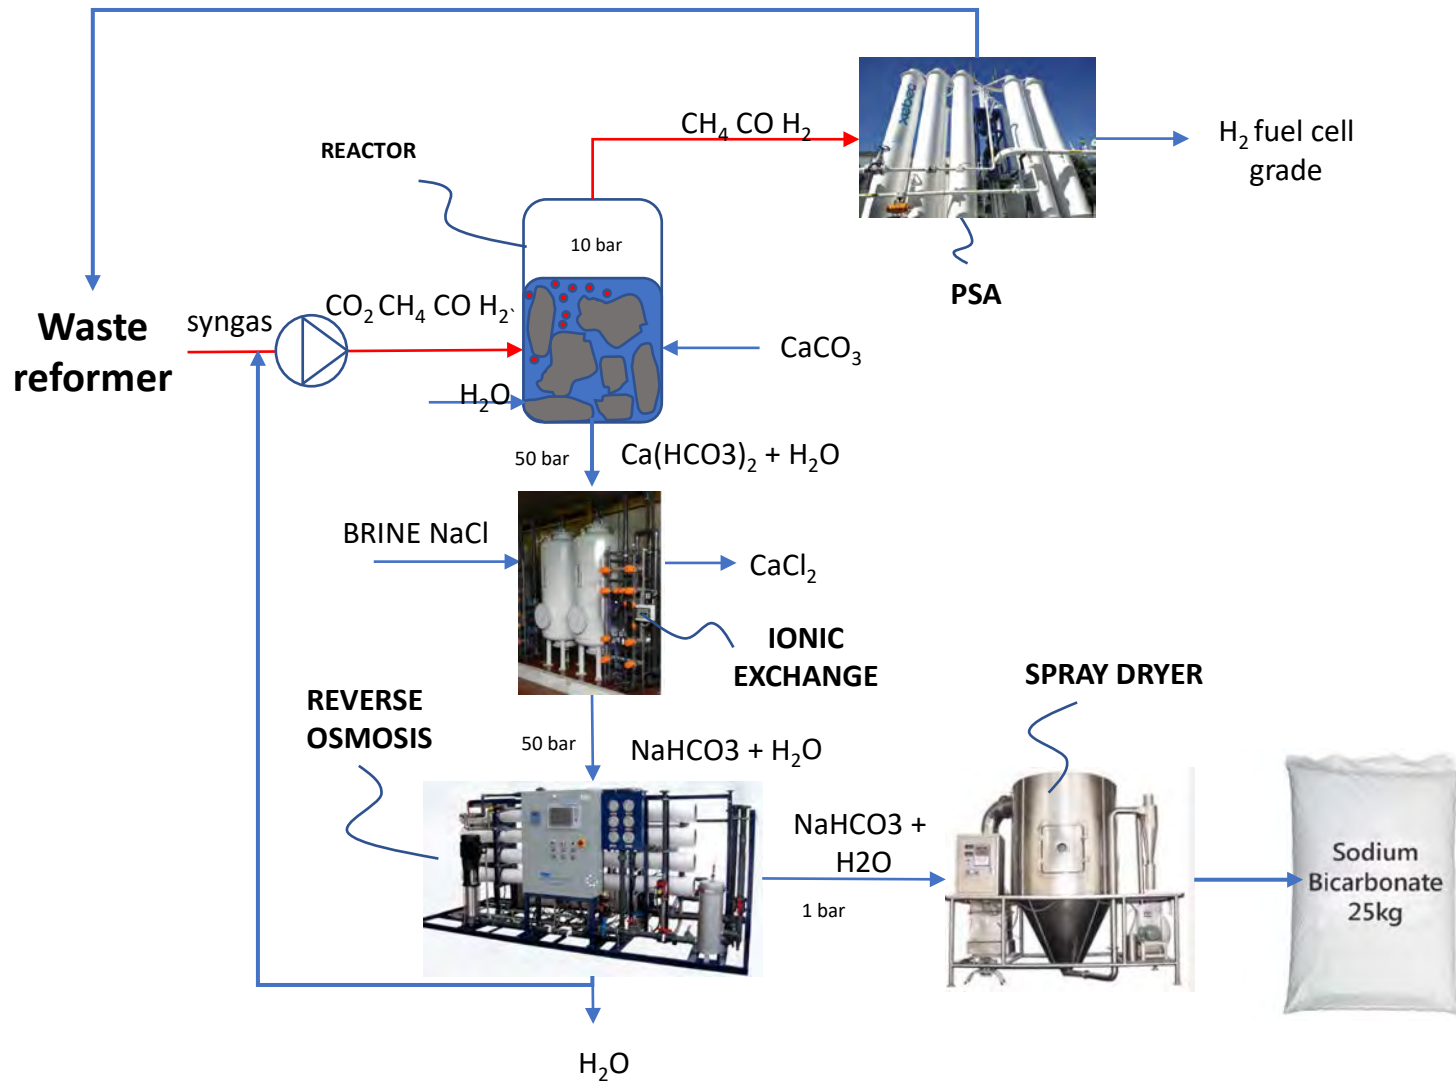 CH₄ CO H₂
H₂ fuel cell
grade
REACTOR
xebec
10 bar
PSA
Waste
reformer
syngas
CO₂ CH₄ CO H₂`
CaCO₃
H₂O
50 bar
Ca(HCO3)₂ + H₂O
BRINE NaCl
CaCl₂
IONIC
EXCHANGE
SPRAY DRYER
REVERSE
OSMOSIS
50 bar
NaHCO3 + H₂O
NaHCO3 +
H2O
1 bar
Sodium
Bicarbonate
25kg
H₂O